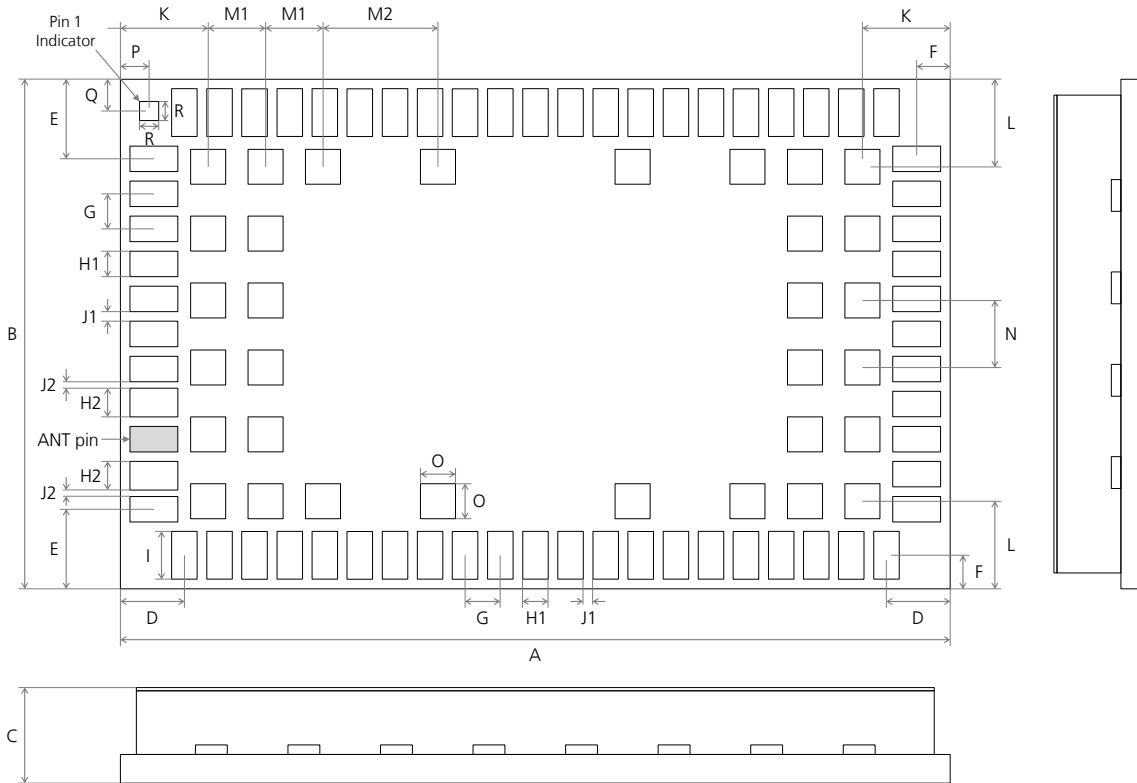 Pin 1
Indicator
K
M1
M1
M2
K
P
F
Q
E
R
R
L
G
H1
J1
B
N
J2
H2
ANT pin
O
H2
O
J2
E
I
L
F
D
G
H1
J1
D
A
C